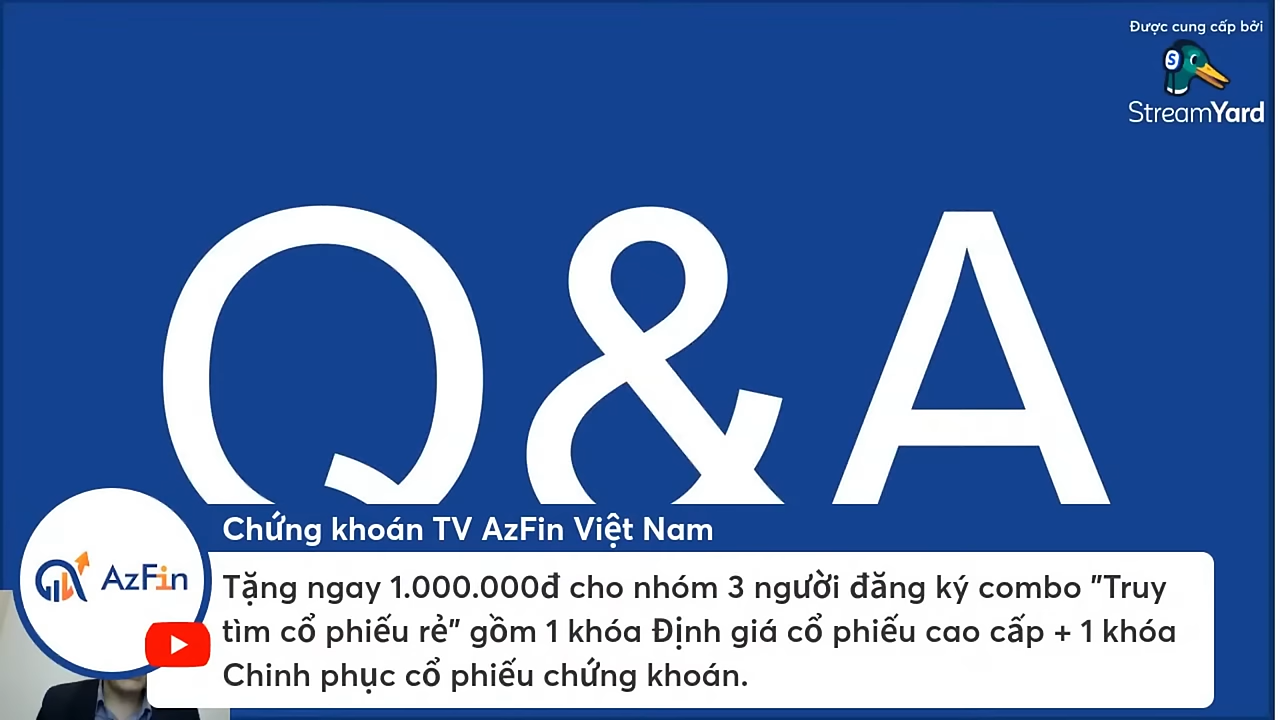 Được cung cấp bởi
S
StreamYard
Q&A
Chứng khoán TV AzFin Việt Nam
AzFin
Tặng ngay 1.000.000đ cho nhóm 3 người đăng ký combo "Truy
tìm cổ phiếu rẻ" gồm 1 khóa Định giá cổ phiếu cao cấp + 1 khóa
Chinh phục cổ phiếu chứng khoán.